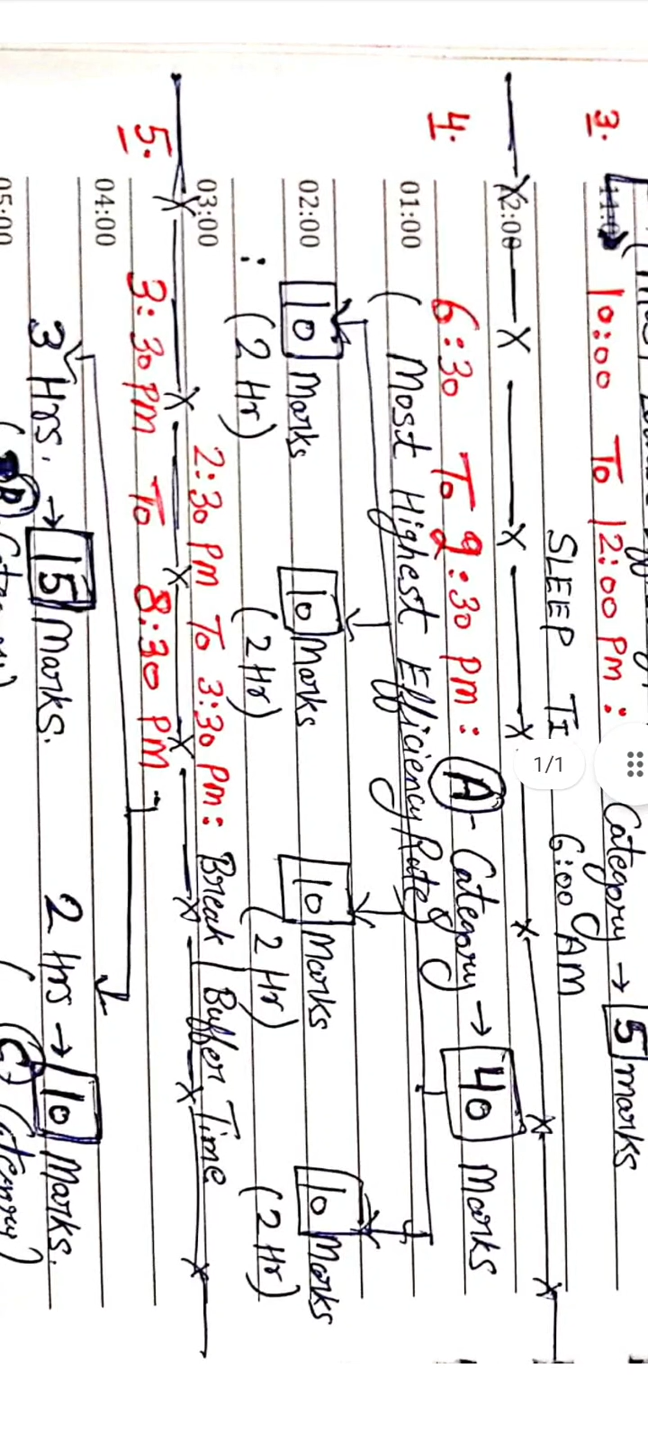 3. 10:00 To 12:00 pm : Category → 5 marks
SLEEP 6:00 AM
1/1
4. 6:30 To 9:30 pm : A - Category → 40 Marks
01:00 ( Most Highest Efficiency Rate )
02:00 10 Marks 10 Marks 10 Marks 10 Marks
: (2 Hr) (2 Hr) (2 Hr) (2 Hr)
03:00 2:30 pm To 3:30 pm : Break / Buffer Time
5. 3:30 pm To 8:30 pm
04:00
3 Hrs. → 15 Marks. 2 Hrs → 10 Marks.
05:00